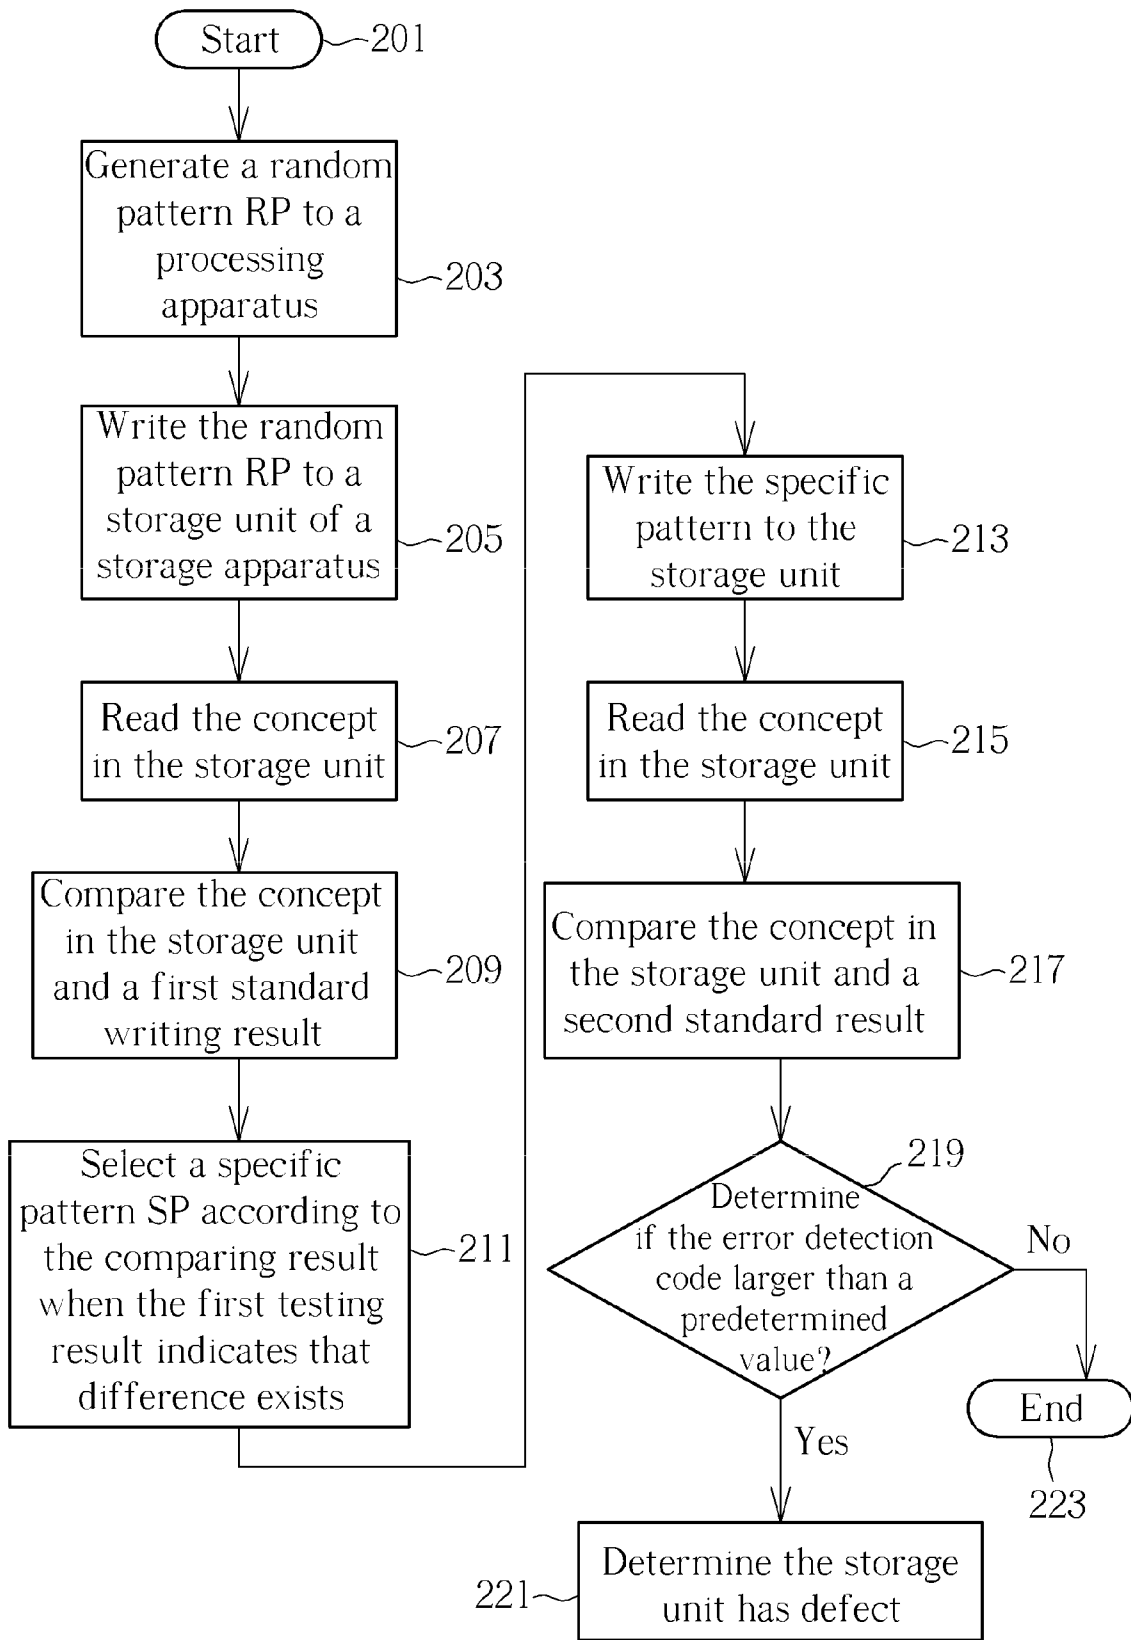 Start
201
Generate a random
pattern RP to a
processing
apparatus
203
Write the random
pattern RP to a
storage unit of a
storage apparatus
205
Read the concept
in the storage unit
207
Compare the concept
in the storage unit
and a first standard
writing result
209
Select a specific
pattern SP according to
the comparing result
when the first testing
result indicates that
difference exists
211
Write the specific
pattern to the
storage unit
213
Read the concept
in the storage unit
215
Compare the concept in
the storage unit and a
second standard result
217
219
Determine
if the error detection
code larger than a
predetermined
value?
No
End
223
Yes
Determine the storage
unit has defect
221